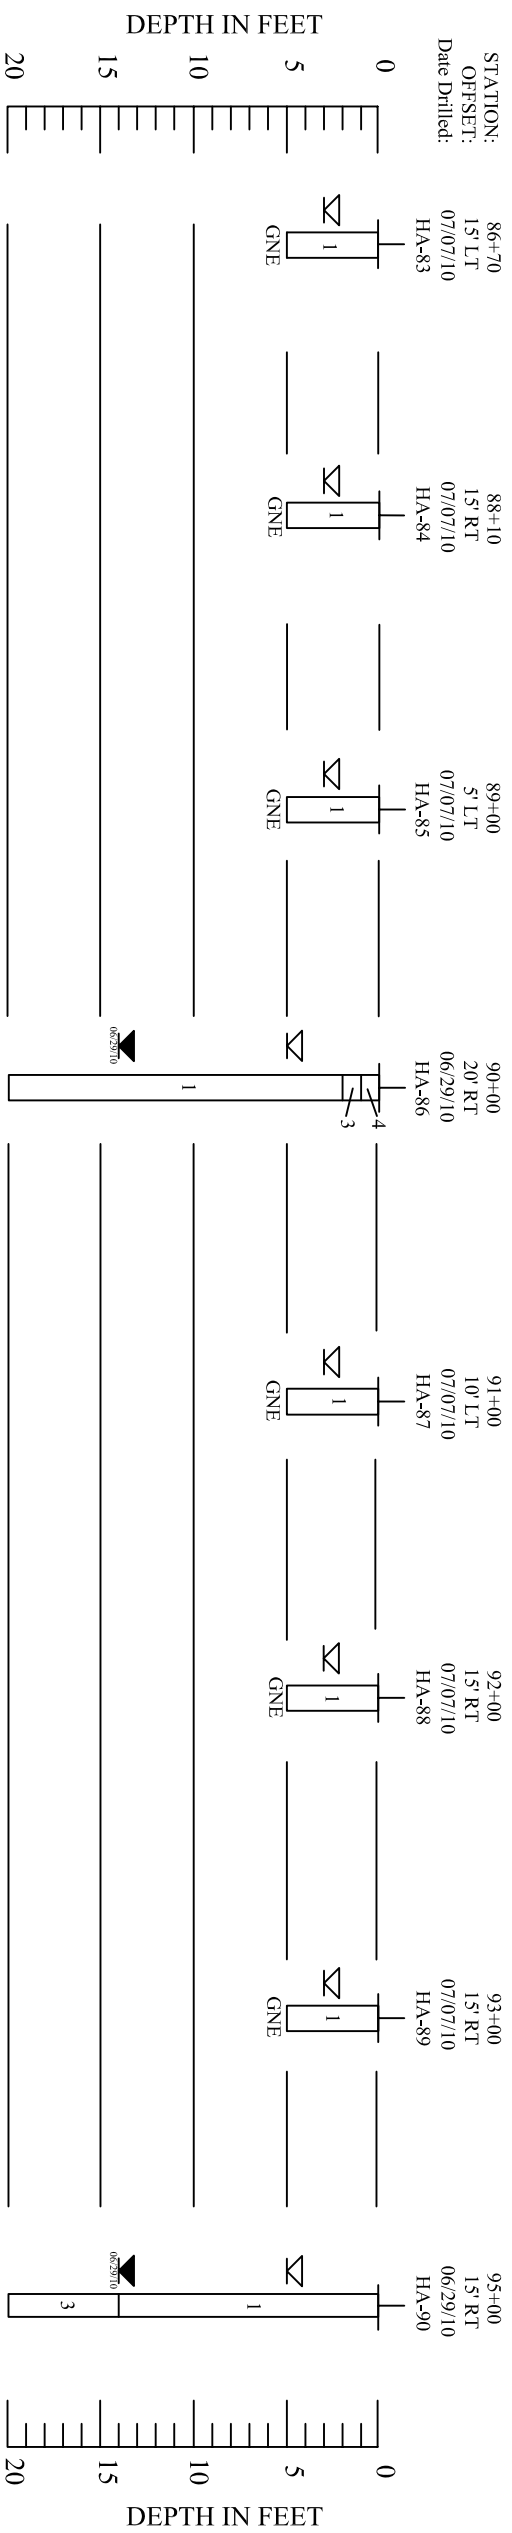 DEPTH IN FEET
0
5
10
15
20
STATION:
OFFSET:
Date Drilled:
86+70
15' LT
07/07/10
HA-83
1
GNE
88+10
15' RT
07/07/10
HA-84
1
GNE
89+00
5' LT
07/07/10
HA-85
1
GNE
90+00
20' RT
06/29/10
HA-86
4
3
1
06/29/10
91+00
10' LT
07/07/10
HA-87
1
GNE
92+00
15' RT
07/07/10
HA-88
1
GNE
93+00
15' RT
07/07/10
HA-89
1
GNE
95+00
15' RT
06/29/10
HA-90
1
06/29/10
3
0
5
10
15
20
DEPTH IN FEET